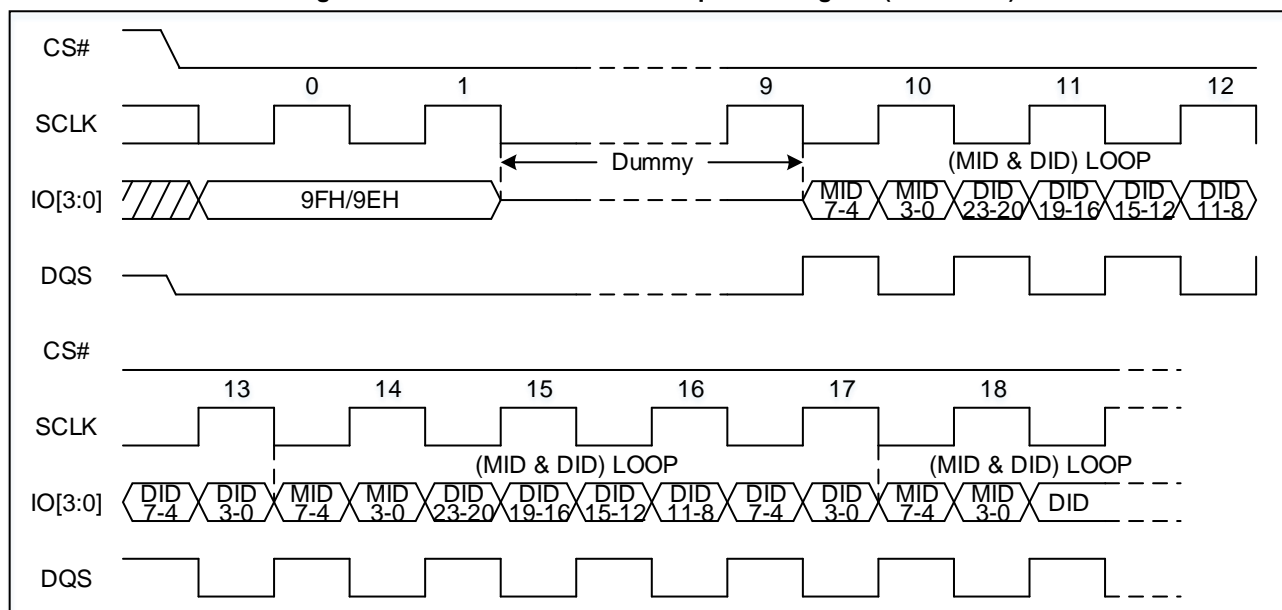 CS#
0 1 9 10 11 12
SCLK
Dummy (MID & DID) LOOP
IO[3:0] 9FH/9EH MID 7-4 MID 3-0 DID 23-20 DID 19-16 DID 15-12 DID 11-8
DQS
CS#
13 14 15 16 17 18
SCLK
(MID & DID) LOOP (MID & DID) LOOP
IO[3:0] DID 7-4 DID 3-0 MID 7-4 MID 3-0 DID 23-20 DID 19-16 DID 15-12 DID 11-8 DID 7-4 DID 3-0 MID 7-4 MID 3-0 DID
DQS